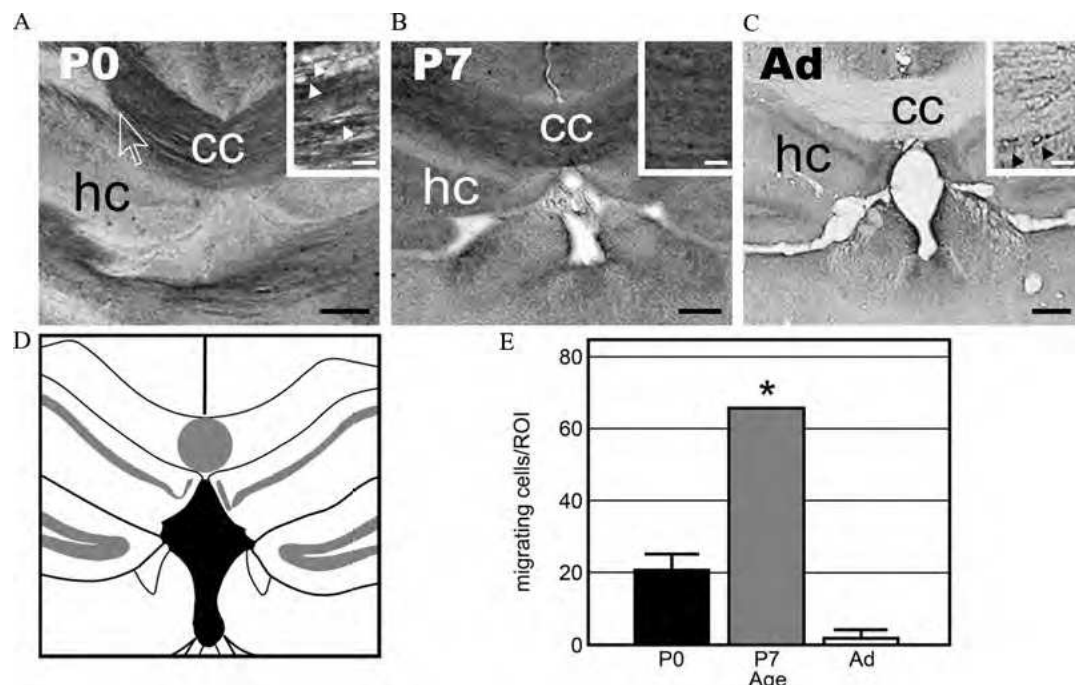 A
P0
cc
hc
B
P7
cc
hc
C
Ad
cc
hc
D
E
80
60
40
20
0
migrating cells/ROI
*
P0 P7 Ad
Age